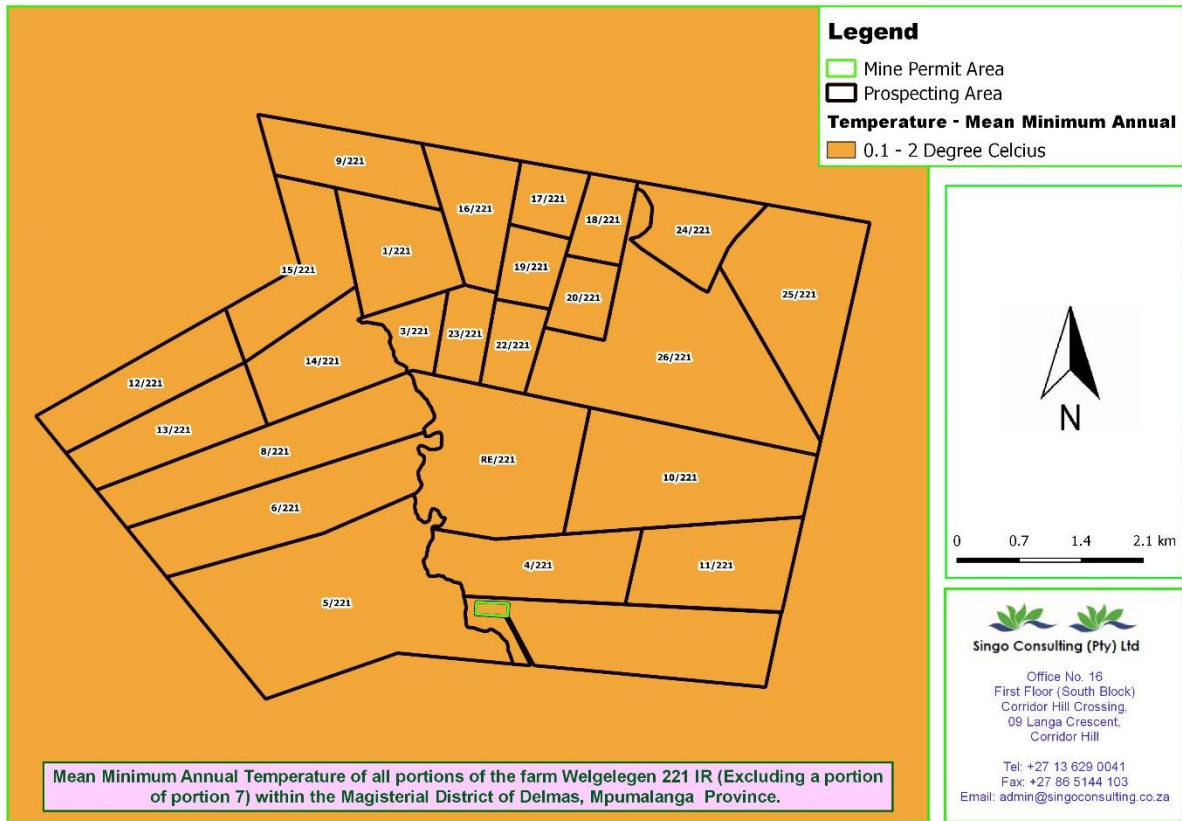 Legend
Mine Permit Area
Prospecting Area
Temperature - Mean Minimum Annual
0.1 - 2 Degree Celcius
9/221
16/221
17/221
18/221
24/221
1/221
19/221
15/221
20/221
25/221
3/221
23/221
22/221
26/221
14/221
12/221
13/221
8/221
RE/221
10/221
6/221
4/221
11/221
5/221
N
0 0.7 1.4 2.1 km
Singo Consulting (Pty) Ltd
Office No. 16
First Floor (South Block)
Corridor Hill Crossing,
09 Langa Crescent,
Corridor Hill
Tel: +27 13 629 0041
Fax: +27 86 5144 103
Email: admin@singoconsulting.co.za
Mean Minimum Annual Temperature of all portions of the farm Welgelegen 221 IR (Excluding a portion
of portion 7) within the Magisterial District of Delmas, Mpumalanga Province.